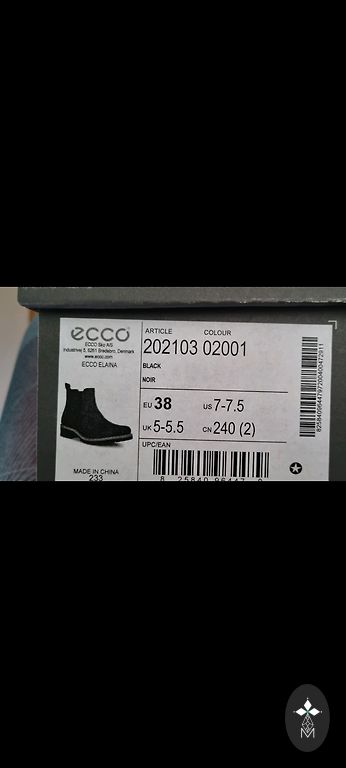 ecco
ECCO Sko A/S
Industrivej 5, 6261 Bredebro, Denmark
www.ecco.com
ECCO ELAINA
MADE IN CHINA
233
ARTICLE COLOUR
202103 02001
BLACK
NOIR
EU 38 US 7-7.5
UK 5-5.5 CN 240 (2)
UPC/EAN
M